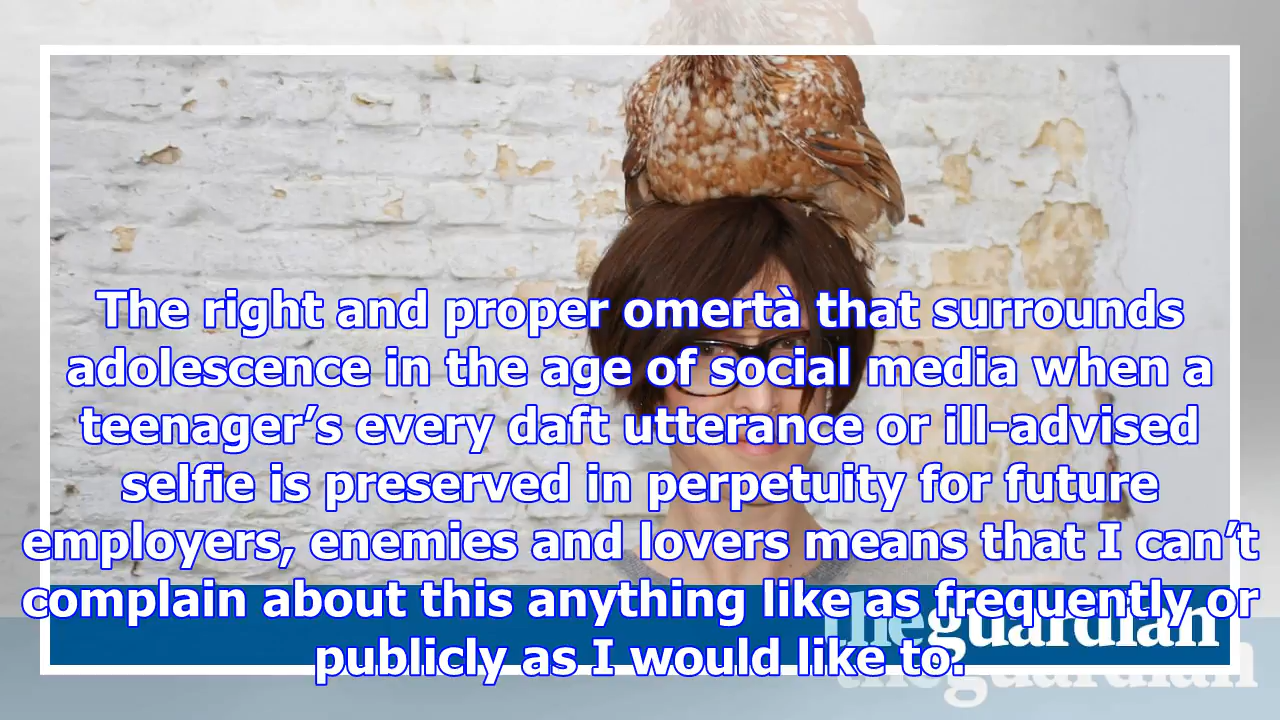 The right and proper omertà that surrounds
adolescence in the age of social media when a
teenager’s every daft utterance or ill-advised
selfie is preserved in perpetuity for future
employers, enemies and lovers means that I can’t
complain about this anything like as frequently or
publicly as I would like to.
theguardian
theguardian